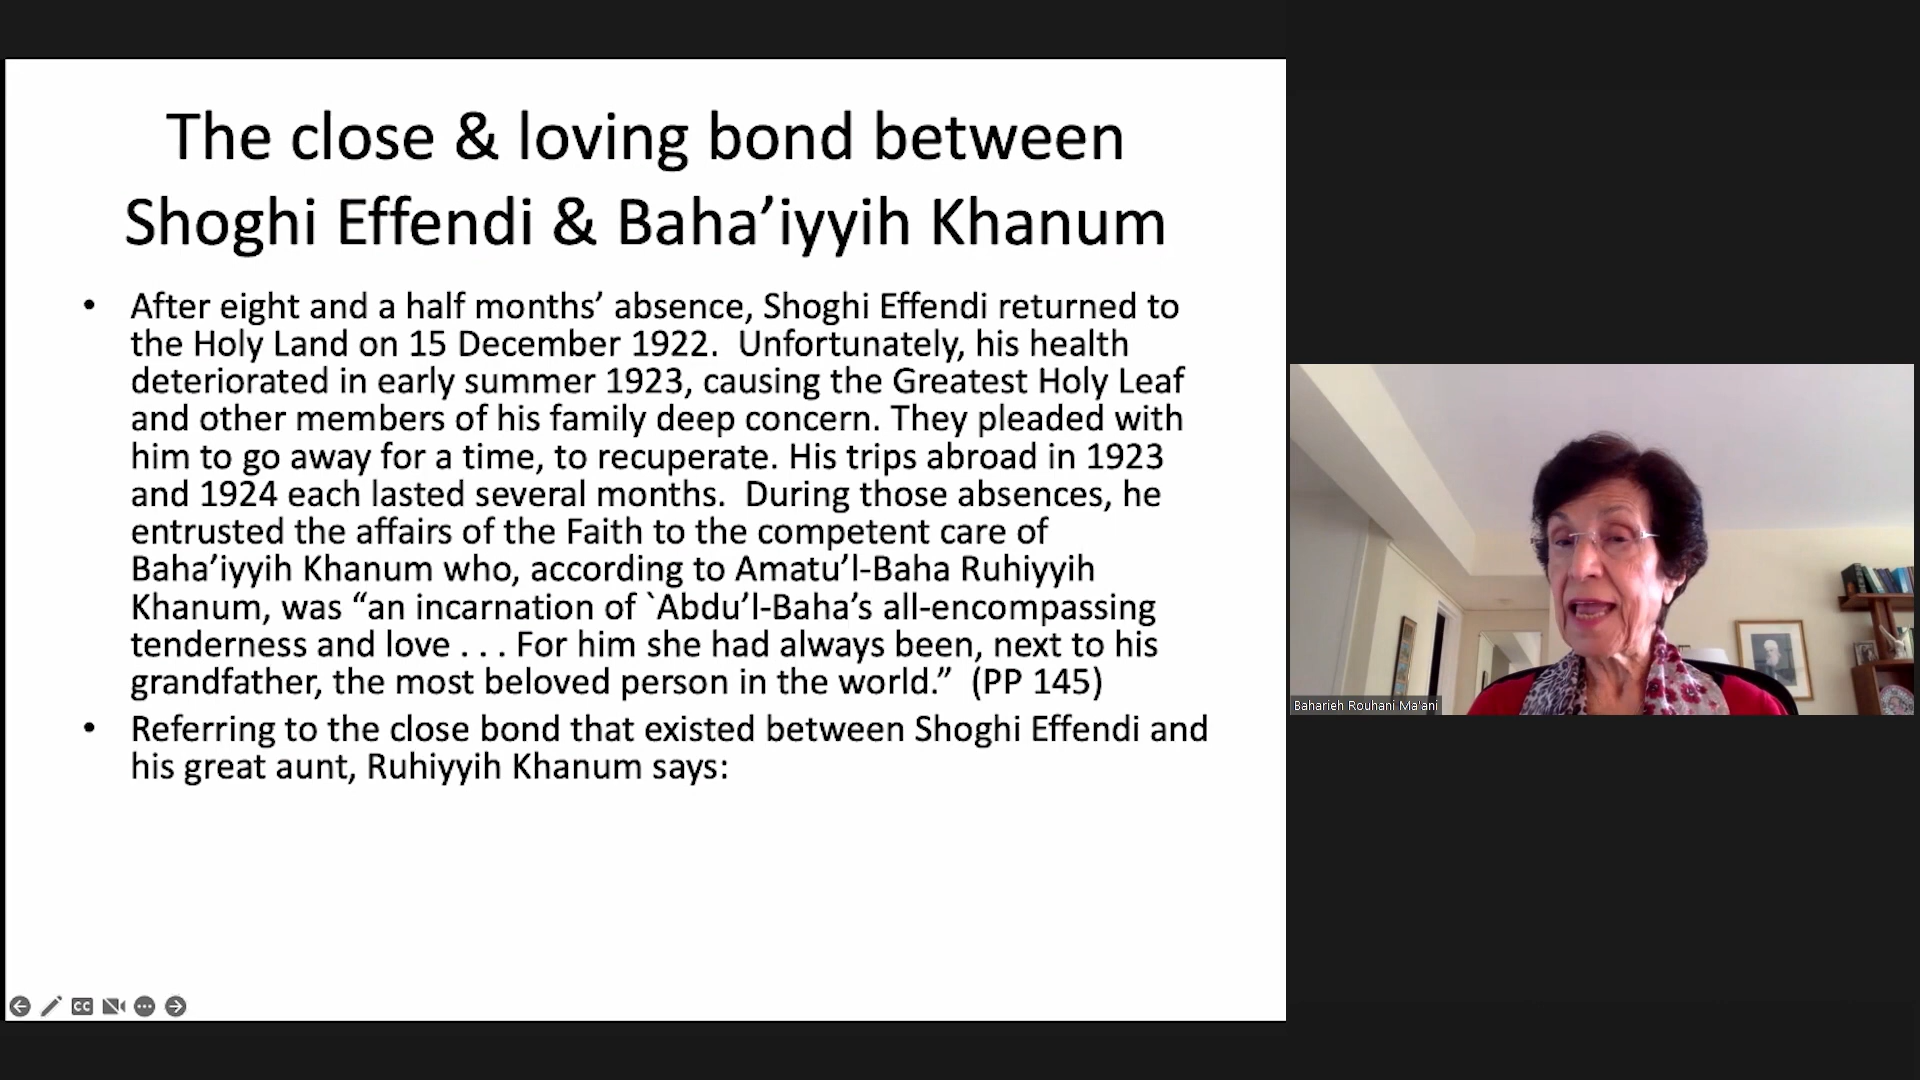 The close & loving bond between
Shoghi Effendi & Baha’iyyih Khanum
• After eight and a half months’ absence, Shoghi Effendi returned to
the Holy Land on 15 December 1922.  Unfortunately, his health
deteriorated in early summer 1923, causing the Greatest Holy Leaf
and other members of his family deep concern. They pleaded with
him to go away for a time, to recuperate. His trips abroad in 1923
and 1924 each lasted several months.  During those absences, he
entrusted the affairs of the Faith to the competent care of
Baha’iyyih Khanum who, according to Amatu’l-Baha Ruhiyyih
Khanum, was “an incarnation of `Abdu’l-Baha’s all-encompassing
tenderness and love . . . For him she had always been, next to his
grandfather, the most beloved person in the world.”  (PP 145)
• Referring to the close bond that existed between Shoghi Effendi and
his great aunt, Ruhiyyih Khanum says:
CC
Baharieh Rouhani Ma'ani